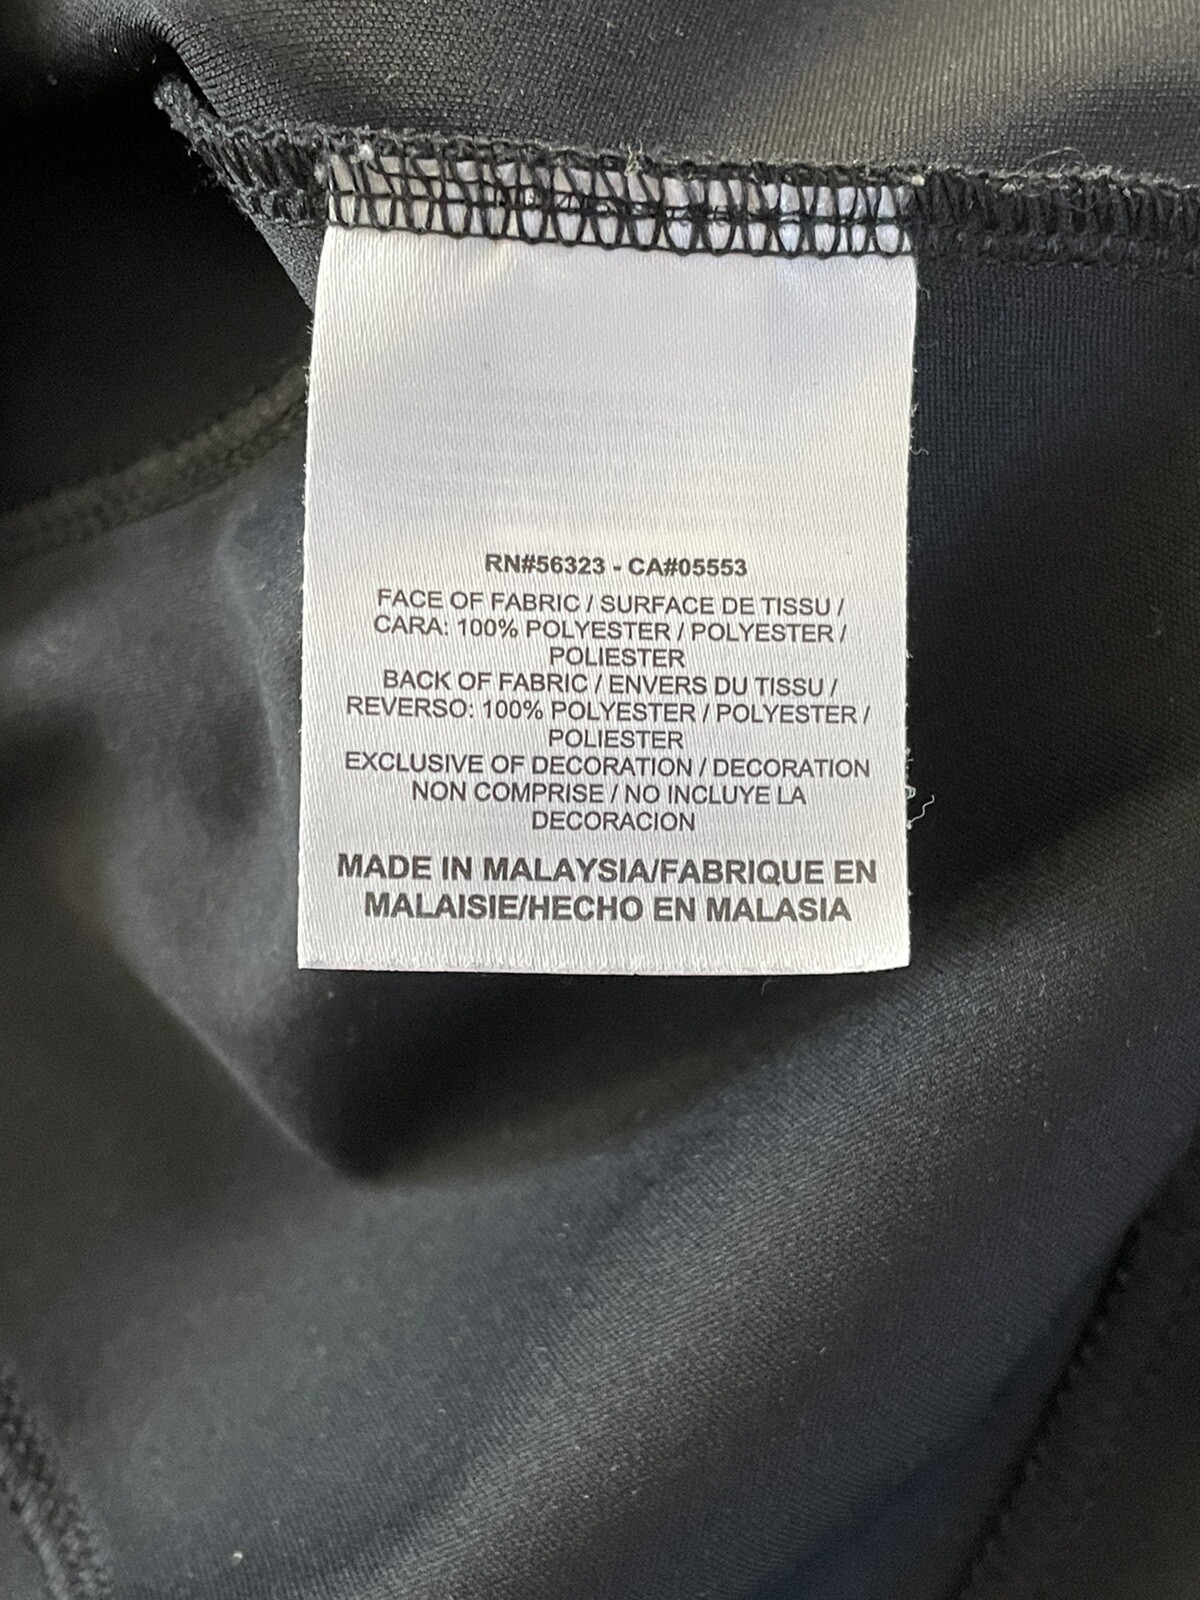 RN#56323 - CA#05553
FACE OF FABRIC / SURFACE DE TISSU /
CARA: 100% POLYESTER / POLYESTER /
POLIESTER
BACK OF FABRIC / ENVERS DU TISSU /
REVERSO: 100% POLYESTER / POLYESTER /
POLIESTER
EXCLUSIVE OF DECORATION / DECORATION
NON COMPRISE / NO INCLUYE LA
DECORACION
MADE IN MALAYSIA/FABRIQUE EN
MALAISIE/HECHO EN MALASIA